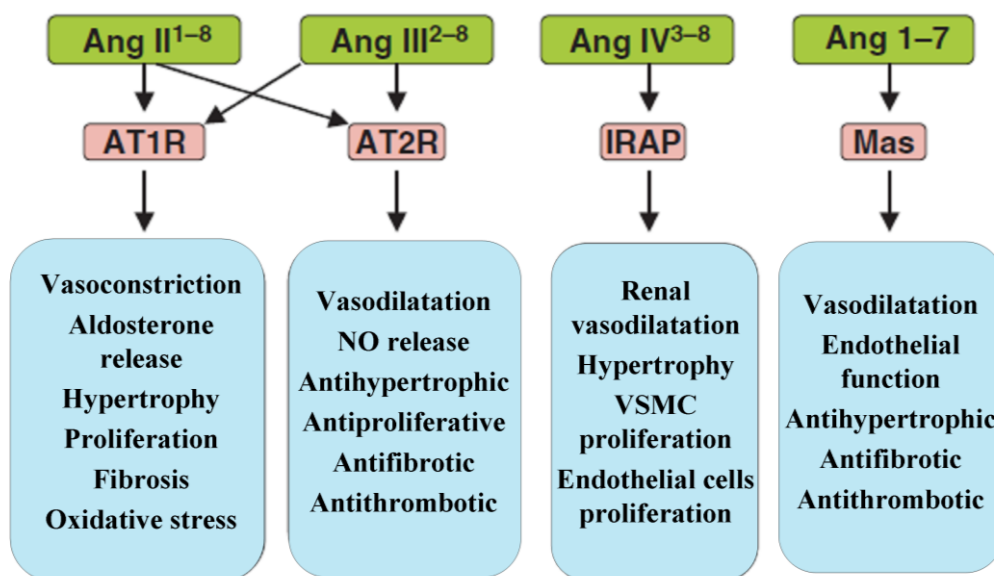 Ang II1–8
Ang III2–8
Ang IV3–8
Ang 1–7
AT1R
AT2R
IRAP
Mas
Vasoconstriction
Aldosterone
release
Hypertrophy
Proliferation
Fibrosis
Oxidative stress
Vasodilatation
NO release
Antihypertrophic
Antiproliferative
Antifibrotic
Antithrombotic
Renal
vasodilatation
Hypertrophy
VSMC
proliferation
Endothelial cells
proliferation
Vasodilatation
Endothelial
function
Antihypertrophic
Antifibrotic
Antithrombotic